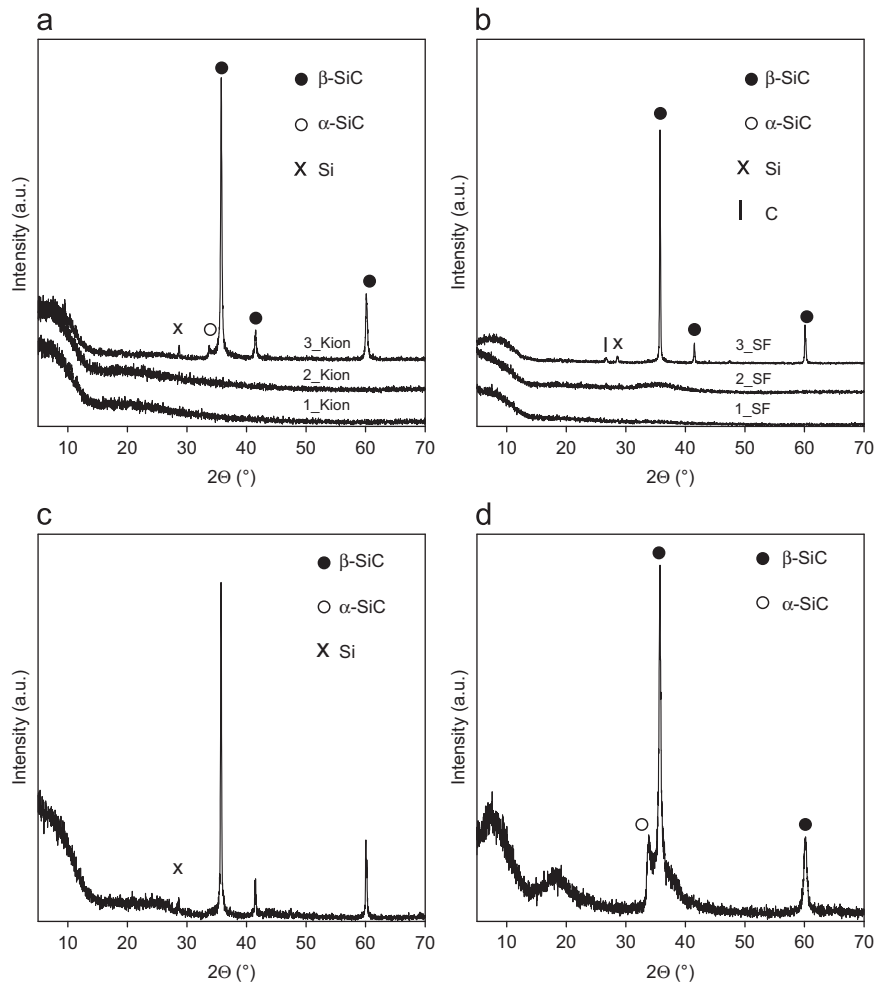 a
β-SiC
α-SiC
x Si
Intensity (a.u.)
x
3_Kion
2_Kion
1_Kion
10 20 30 40 50 60 70
2Θ (°)
b
β-SiC
α-SiC
x Si
| C
Intensity (a.u.)
| x
3_SF
2_SF
1_SF
10 20 30 40 50 60 70
2Θ (°)
c
β-SiC
α-SiC
x Si
Intensity (a.u.)
x
10 20 30 40 50 60 70
2Θ (°)
d
β-SiC
α-SiC
Intensity (a.u.)
10 20 30 40 50 60 70
2Θ (°)